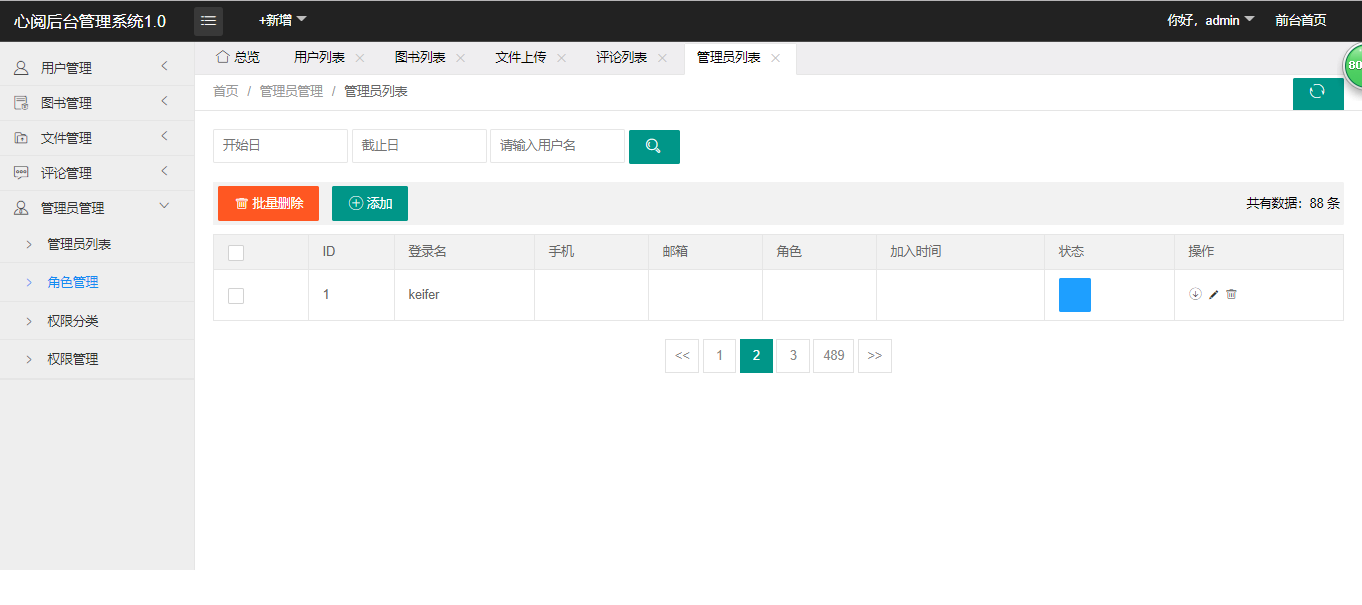 心阅后台管理系统1.0 +新增 你好，admin 前台首页
用户管理
图书管理
文件管理
评论管理
管理员管理
管理员列表
角色管理
权限分类
权限管理
总览 用户列表 图书列表 文件上传 评论列表 管理员列表
首页 / 管理员管理 / 管理员列表
80
开始日 截止日 请输入用户名
批量删除 添加 共有数据：88 条
ID 登录名 手机 邮箱 角色 加入时间 状态 操作
1 keifer
<< 1 2 3 489 >>